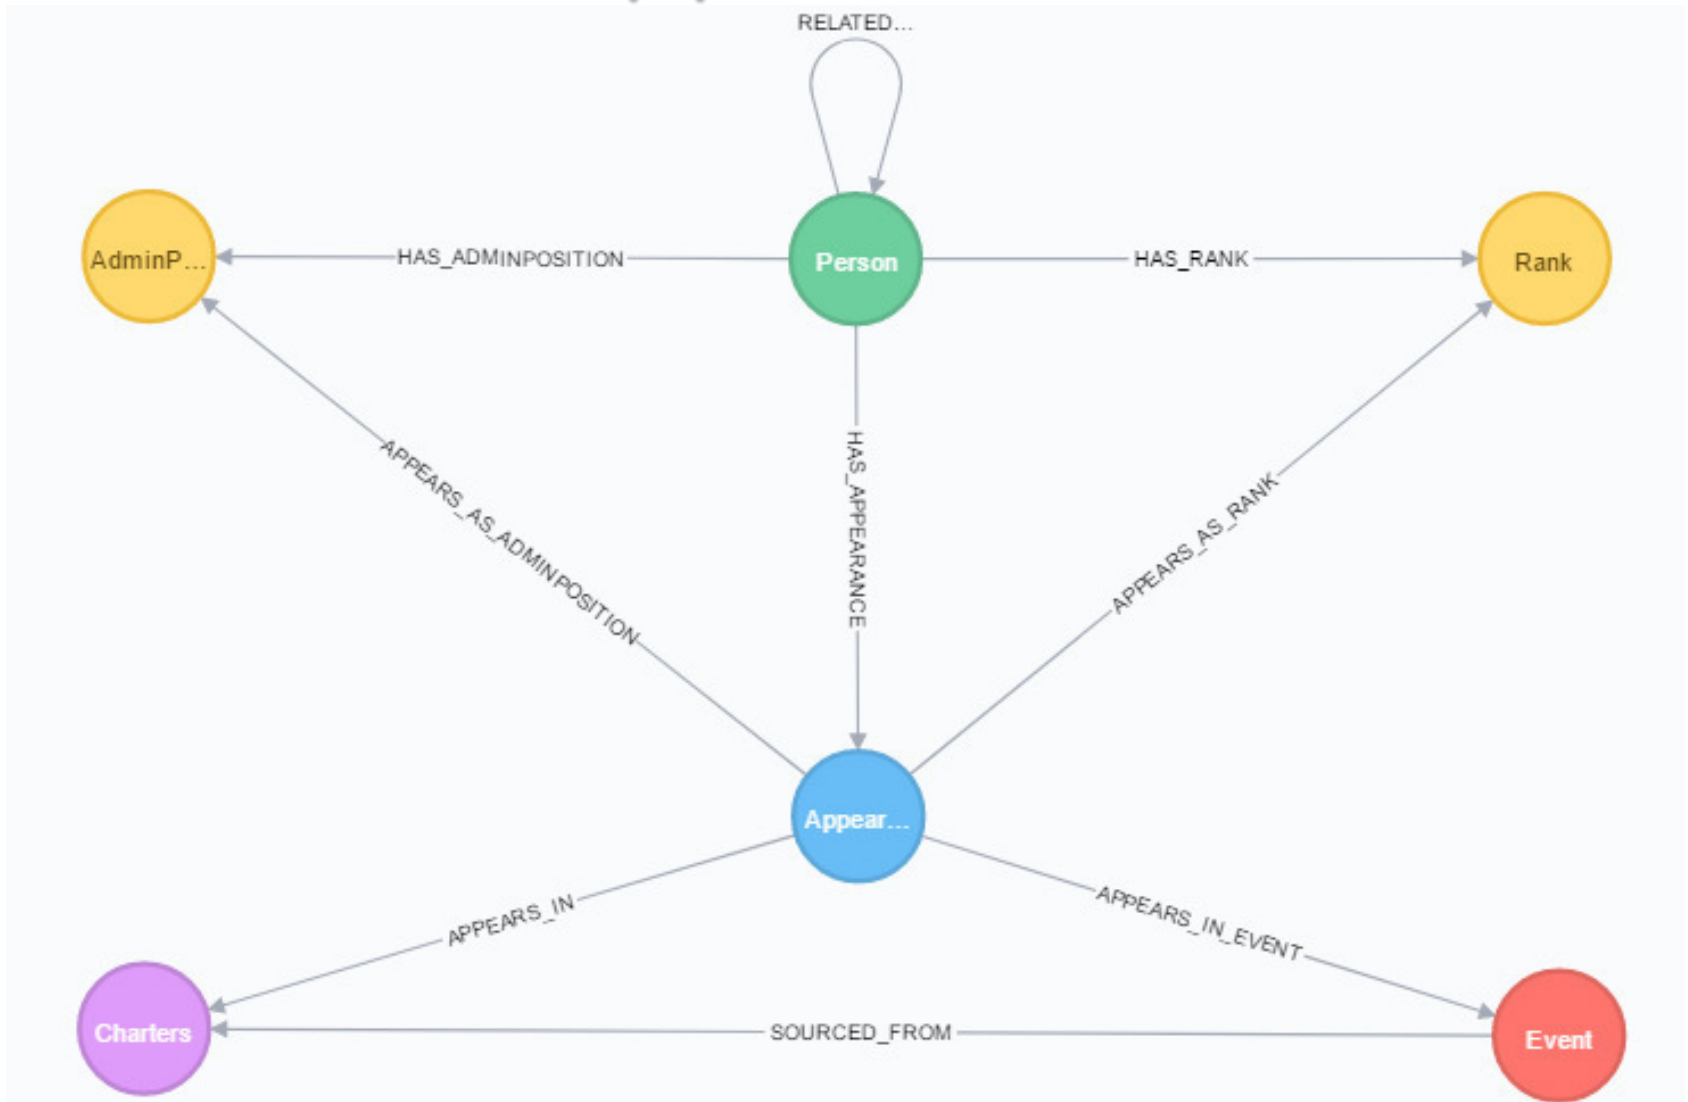 RELATED...
AdminP...
HAS_ADMINPOSITION
Person
HAS_RANK
Rank
APPEARS_AS_ADMINPOSITION
HAS_APPEARANCE
APPEARS_AS_RANK
Appear...
APPEARS_IN
APPEARS_IN_EVENT
Charters
SOURCED_FROM
Event